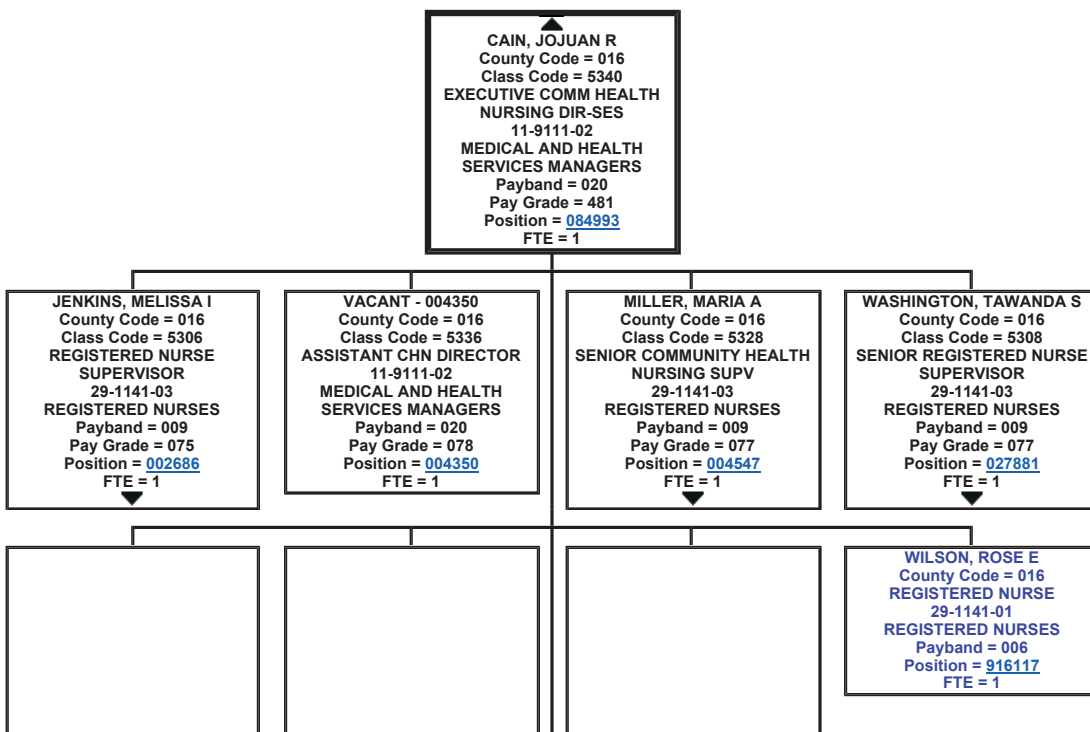 CAIN, JOJUAN R
County Code = 016
Class Code = 5340
EXECUTIVE COMM HEALTH
NURSING DIR-SES
11-9111-02
MEDICAL AND HEALTH
SERVICES MANAGERS
Payband = 020
Pay Grade = 481
Position = 084993
FTE = 1
JENKINS, MELISSA I
County Code = 016
Class Code = 5306
REGISTERED NURSE
SUPERVISOR
29-1141-03
REGISTERED NURSES
Payband = 009
Pay Grade = 075
Position = 002686
FTE = 1
VACANT - 004350
County Code = 016
Class Code = 5336
ASSISTANT CHN DIRECTOR
11-9111-02
MEDICAL AND HEALTH
SERVICES MANAGERS
Payband = 020
Pay Grade = 078
Position = 004350
FTE = 1
MILLER, MARIA A
County Code = 016
Class Code = 5328
SENIOR COMMUNITY HEALTH
NURSING SUPV
29-1141-03
REGISTERED NURSES
Payband = 009
Pay Grade = 077
Position = 004547
FTE = 1
WASHINGTON, TAWANDA S
County Code = 016
Class Code = 5308
SENIOR REGISTERED NURSE
SUPERVISOR
29-1141-03
REGISTERED NURSES
Payband = 009
Pay Grade = 077
Position = 027881
FTE = 1
WILSON, ROSE E
County Code = 016
REGISTERED NURSE
29-1141-01
REGISTERED NURSES
Payband = 006
Position = 916117
FTE = 1